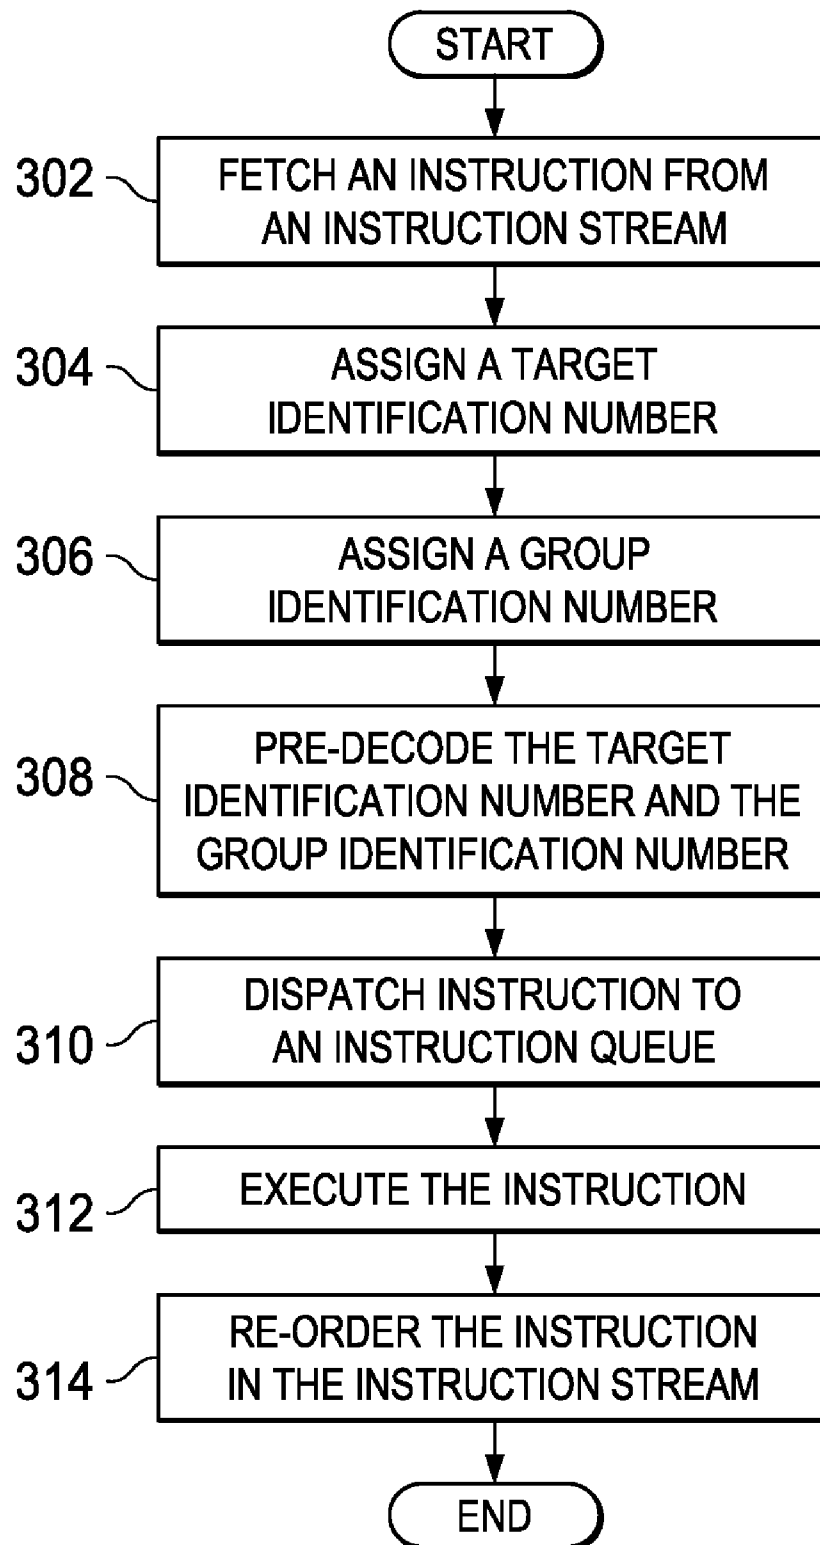 START
302
FETCH AN INSTRUCTION FROM
AN INSTRUCTION STREAM
304
ASSIGN A TARGET
IDENTIFICATION NUMBER
306
ASSIGN A GROUP
IDENTIFICATION NUMBER
308
PRE-DECODE THE TARGET
IDENTIFICATION NUMBER AND THE
GROUP IDENTIFICATION NUMBER
310
DISPATCH INSTRUCTION TO
AN INSTRUCTION QUEUE
312
EXECUTE THE INSTRUCTION
314
RE-ORDER THE INSTRUCTION
IN THE INSTRUCTION STREAM
END